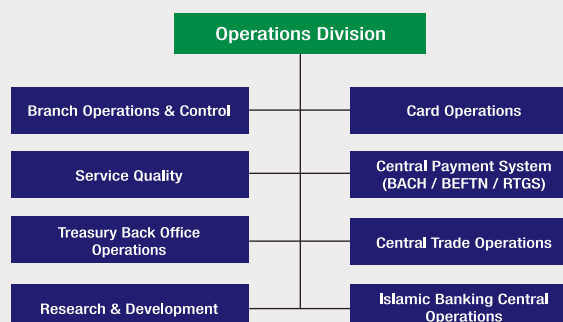 Operations Division
Branch Operations & Control
Card Operations
Service Quality
Central Payment System
(BACH / BEFTN / RTGS)
Treasury Back Office
Operations
Central Trade Operations
Research & Development
Islamic Banking Central
Operations